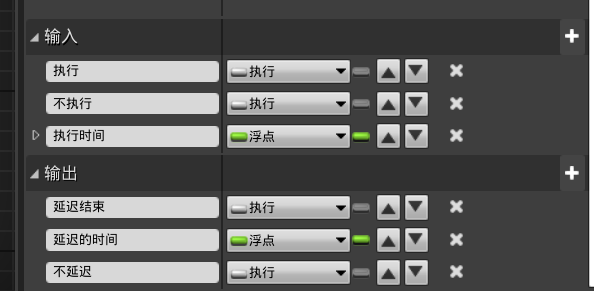 输入
执行 执行
不执行 执行
执行时间 浮点
输出
延迟结束 执行
延迟的时间 浮点
不延迟 执行